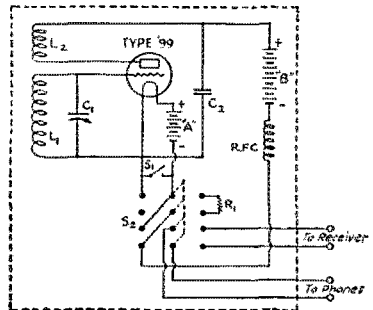 TYPE '99
L2
+
"B"
-
C1
L1
+
"A"
-
C2
R.F.C.
S1
R1
S2
To Receiver
To Phones